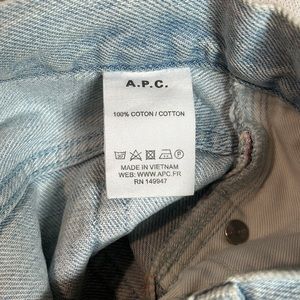 A.P.C.
100% COTON / COTTON
MADE IN VIETNAM
WEB: WWW.APC.FR
RN 149947